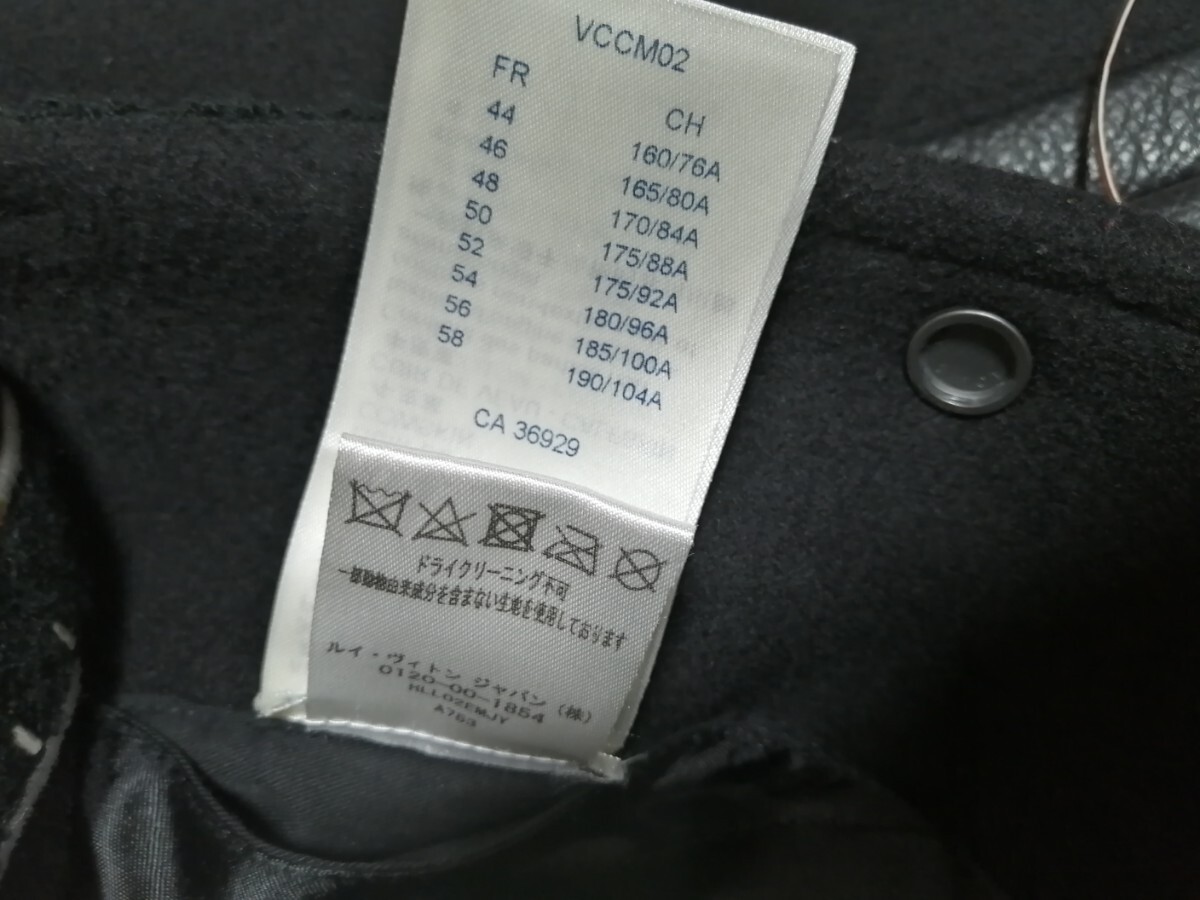 VCCM02
FR CH
44 160/76A
46 165/80A
48 170/84A
50 175/88A
52 175/92A
54 180/96A
56 185/100A
58 190/104A
CA 36929
ドライクリーニング不可
一部動物由来成分を含まない生地を使用しております
ルイ・ヴィトン ジャパン (株)
0120-00-1854
HLL02EMJY
A753